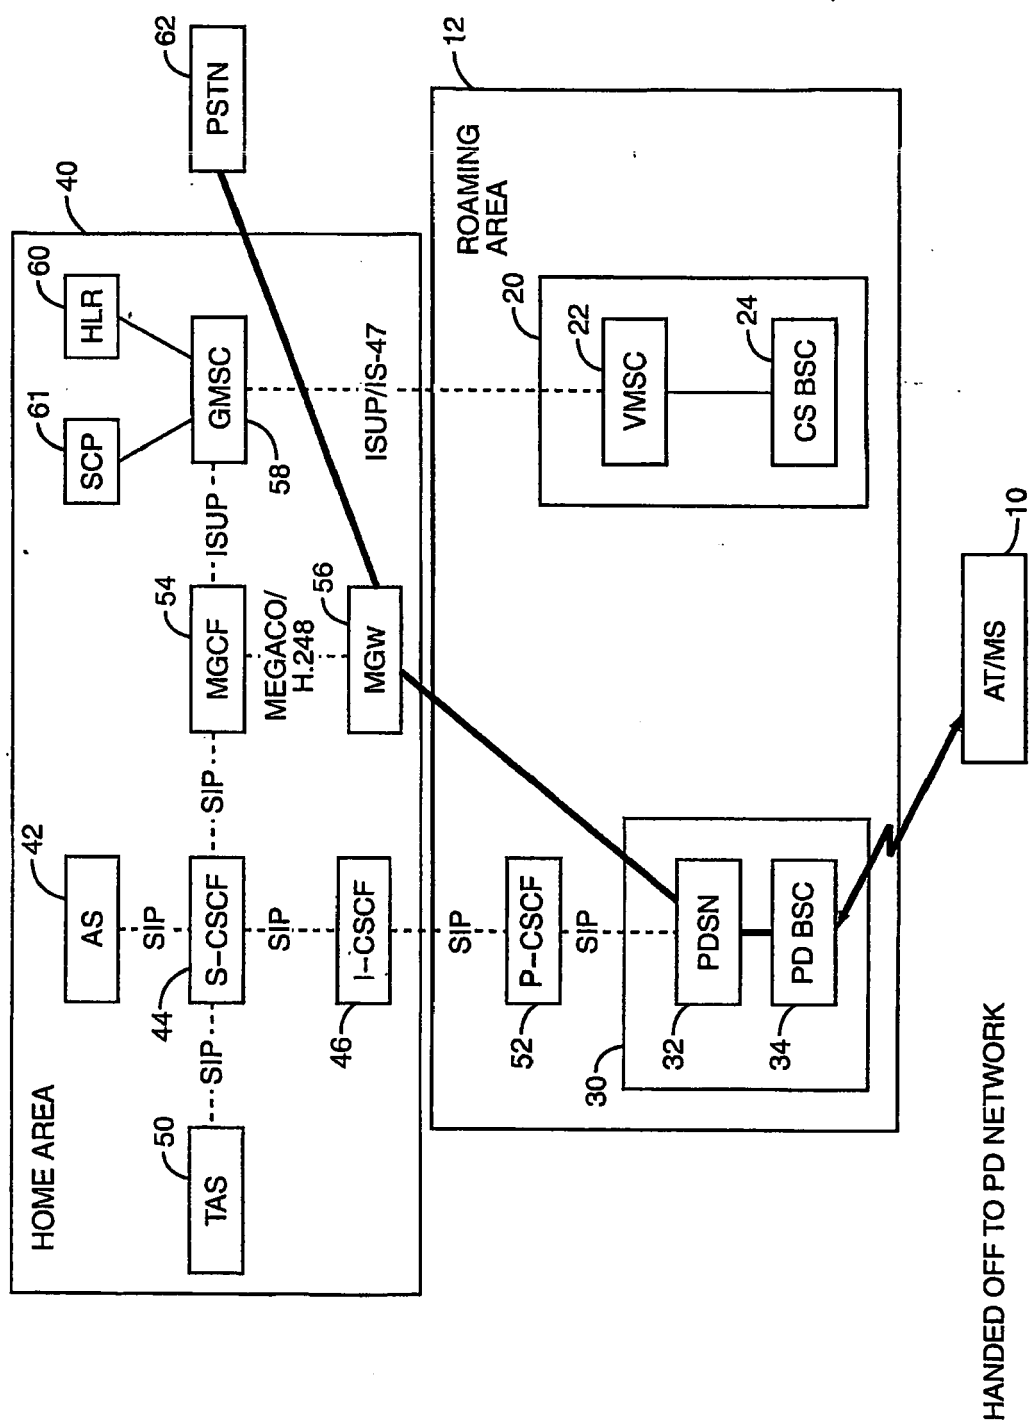 HOME AREA
40
AS
42
TAS
50
SIP
S–CSCF
44
SIP
SIP
SIP
MGCF
54
ISUP
GMSC
58
SCP
61
HLR
60
PSTN
62
I–CSCF
46
MEGACO/
H.248
MGW
56
ISUP/IS-47
ROAMING
AREA
12
SIP
P–CSCF
52
SIP
30
PDSN
32
PD BSC
34
20
VMSC
22
CS BSC
24
AT/MS
10
HANDED OFF TO PD NETWORK